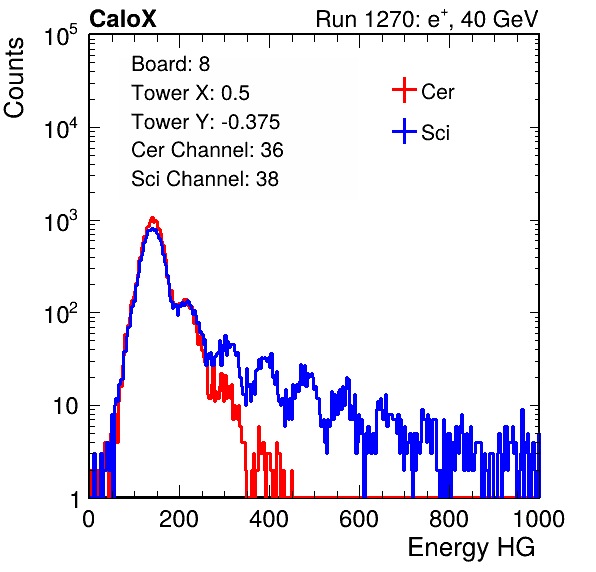 CaloX Run 1270: e⁺, 40 GeV
Counts
10⁵
10⁴
10³
10²
10
1
Board: 8
Tower X: 0.5
Tower Y: -0.375
Cer Channel: 36
Sci Channel: 38
Cer
Sci
0 200 400 600 800 1000
Energy HG